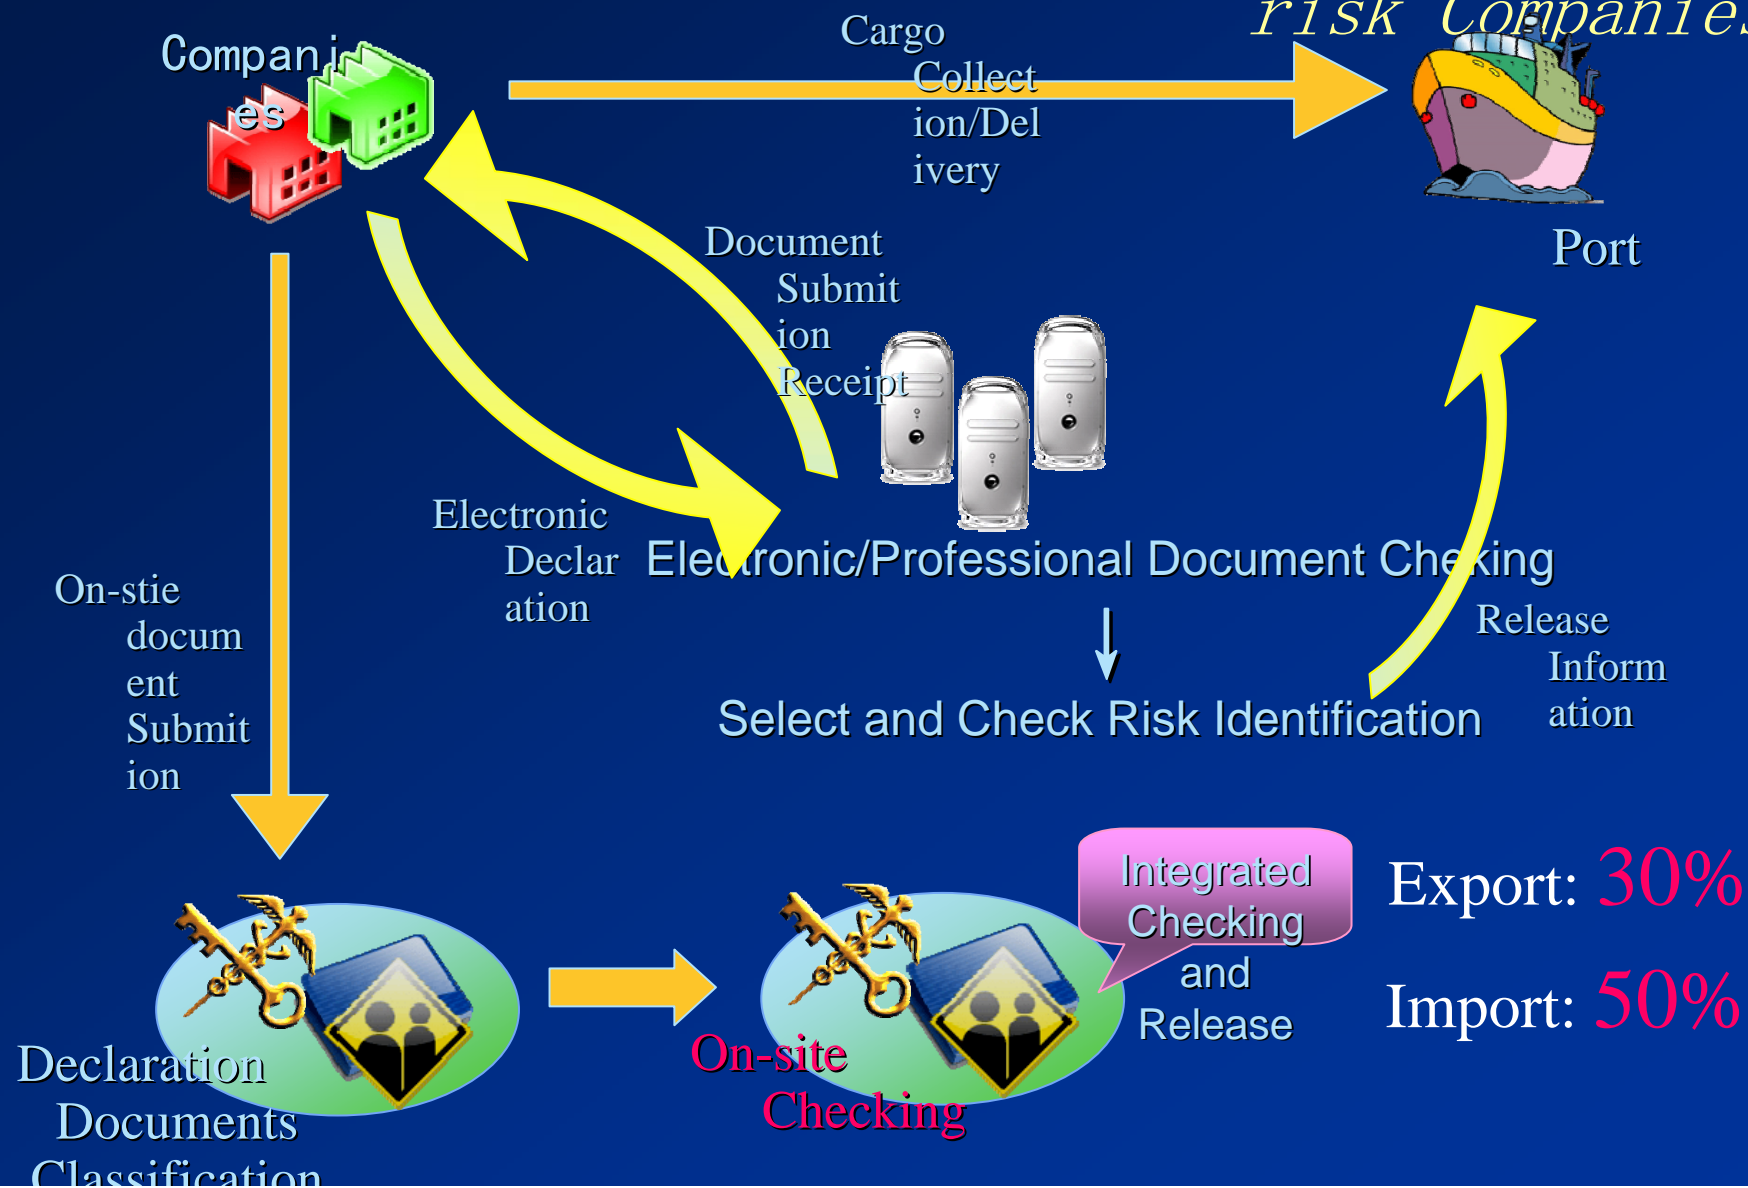 risk Companies
Compani
es
Cargo
Collect
ion/Del
ivery
Port
Document
Submit
ion
Receipt
Electronic
Declar
ation
Electronic/Professional Document Cheking
On-stie
docum
ent
Submit
ion
Release
Inform
ation
Select and Check Risk Identification
Integrated
Checking
and
Release
Export: 30%
Import: 50%
On-site
Checking
Declaration
Documents
Classification